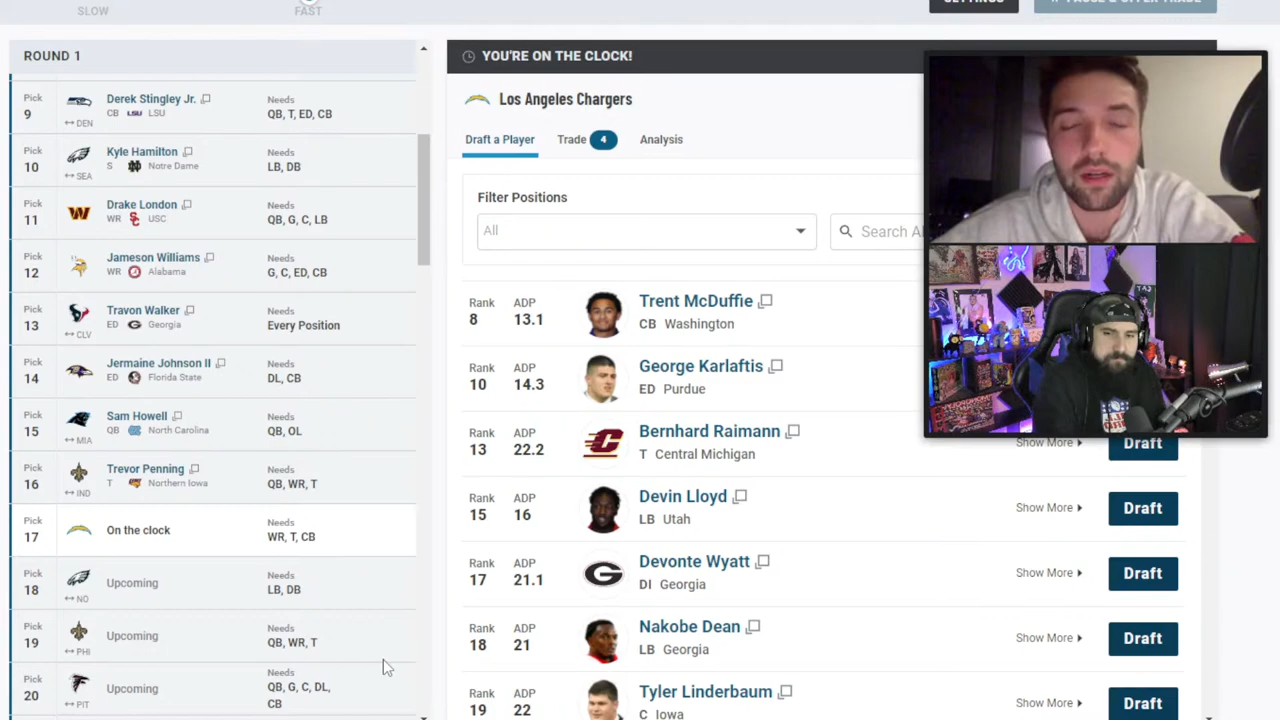 SLOW
FAST
ROUND 1
Pick 9
Derek Stingley Jr.
CB LSU LSU
DEN
Needs
QB, T, ED, CB
Pick 10
Kyle Hamilton
S Notre Dame
SEA
Needs
LB, DB
Pick 11
Drake London
WR USC
Needs
QB, G, C, LB
Pick 12
Jameson Williams
WR Alabama
Needs
G, C, ED, CB
Pick 13
Travon Walker
ED Georgia
CLV
Needs
Every Position
Pick 14
Jermaine Johnson II
ED Florida State
Needs
DL, CB
Pick 15
Sam Howell
QB North Carolina
MIA
Needs
QB, OL
Pick 16
Trevor Penning
T Northern Iowa
IND
Needs
QB, WR, T
Pick 17
On the clock
Needs
WR, T, CB
Pick 18
Upcoming
NO
Needs
LB, DB
Pick 19
Upcoming
PHI
Needs
QB, WR, T
Pick 20
Upcoming
PIT
Needs
QB, G, C, DL,
CB
YOU'RE ON THE CLOCK!
Los Angeles Chargers
Draft a Player
Trade 4
Analysis
Filter Positions
All
Search
Rank 8
ADP 13.1
Trent McDuffie
CB Washington
Rank 10
ADP 14.3
George Karlaftis
ED Purdue
Rank 13
ADP 22.2
Bernhard Raimann
T Central Michigan
Show More
Draft
Rank 15
ADP 16
Devin Lloyd
LB Utah
Show More
Draft
Rank 17
ADP 21.1
Devonte Wyatt
DI Georgia
Show More
Draft
Rank 18
ADP 21
Nakobe Dean
LB Georgia
Show More
Draft
Rank 19
ADP 22
Tyler Linderbaum
C Iowa
Show More
Draft